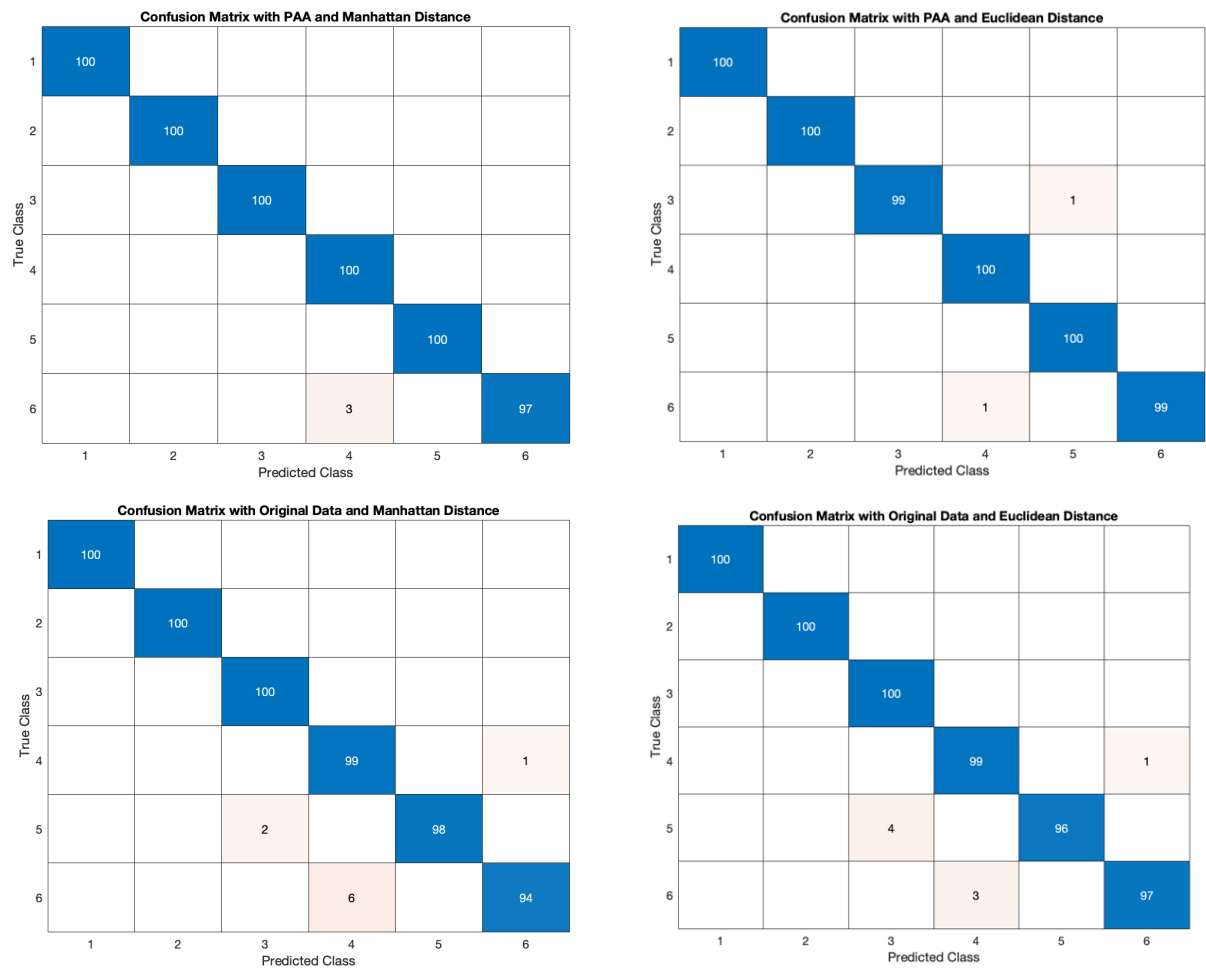 Confusion Matrix with PAA and Manhattan Distance
True Class
1 100
2 100
3 100
4 100
5 100
6 3 97
1 2 3 4 5 6
Predicted Class
Confusion Matrix with PAA and Euclidean Distance
True Class
1 100
2 100
3 99 1
4 100
5 100
6 1 99
1 2 3 4 5 6
Predicted Class
Confusion Matrix with Original Data and Manhattan Distance
True Class
1 100
2 100
3 100
4 99 1
5 2 98
6 6 94
1 2 3 4 5 6
Predicted Class
Confusion Matrix with Original Data and Euclidean Distance
True Class
1 100
2 100
3 100
4 99 1
5 4 96
6 3 97
1 2 3 4 5 6
Predicted Class